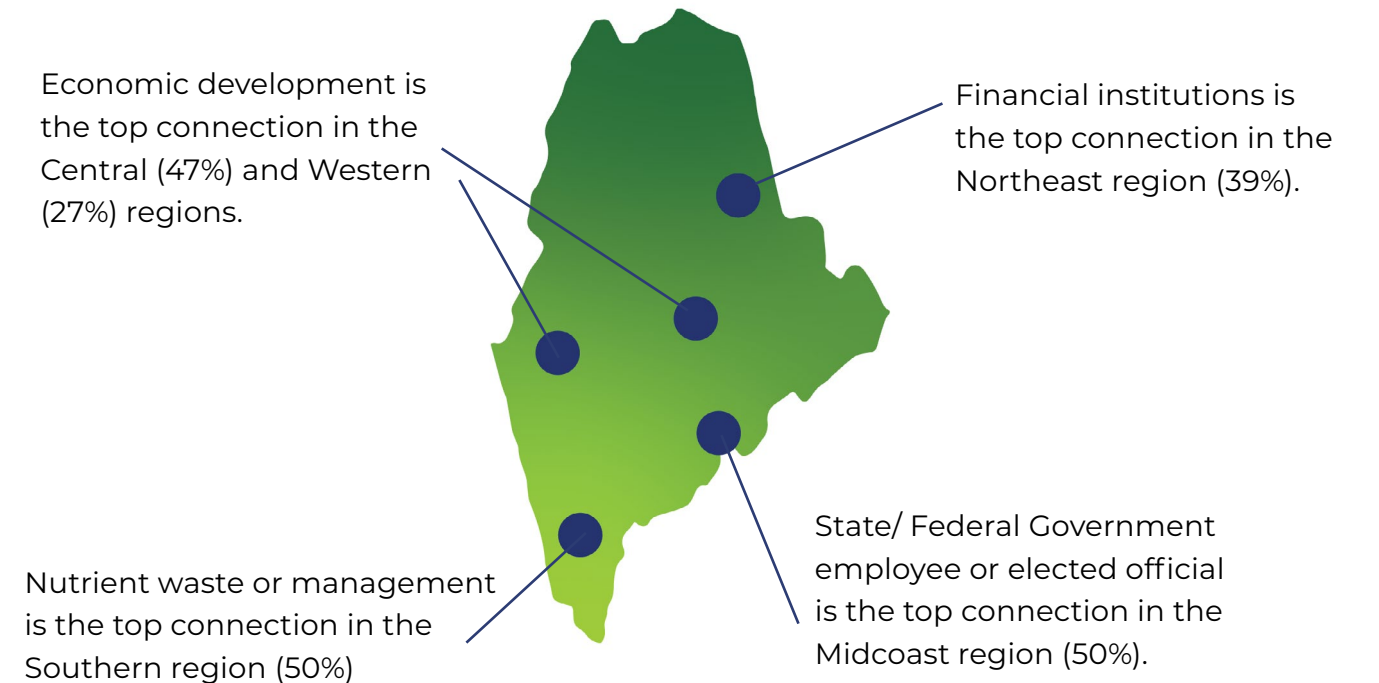 Economic development is
the top connection in the
Central (47%) and Western
(27%) regions.
Financial institutions is
the top connection in the
Northeast region (39%).
Nutrient waste or management
is the top connection in the
Southern region (50%)
State/ Federal Government
employee or elected official
is the top connection in the
Midcoast region (50%).